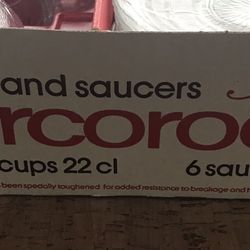 and saucers
rcoroc
cups 22 cl 6 sau
been specially toughened for added resistance to breakage and